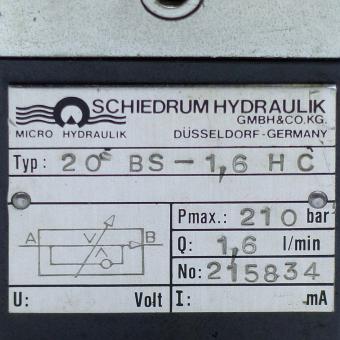 SCHIEDRUM HYDRAULIK
GMBH&CO.KG.
MICRO HYDRAULIK
DÜSSELDORF-GERMANY
Typ: 20 BS-1,6 HC
A V B
Pmax.: 210 bar
Q: 1,6 l/min
No: 215834
U: Volt I: mA